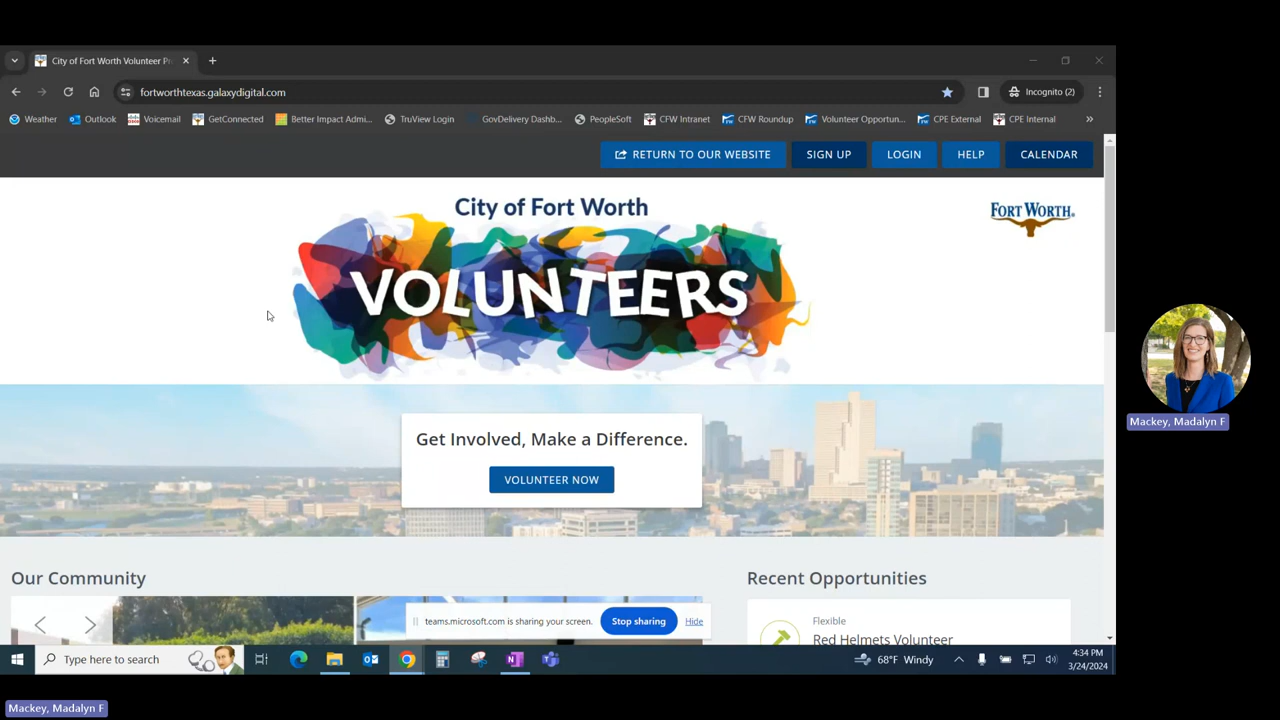 City of Fort Worth Volunteer Pr
fortworthtexas.galaxydigital.com
Incognito (2)
Weather
Outlook
Voicemail
GetConnected
Better Impact Admi...
TruView Login
GovDelivery Dashb...
PeopleSoft
CFW Intranet
CFW Roundup
Volunteer Opportun...
CPE External
CPE Internal
RETURN TO OUR WEBSITE
SIGN UP
LOGIN
HELP
CALENDAR
City of Fort Worth
VOLUNTEERS
FORT WORTH®
Get Involved, Make a Difference.
VOLUNTEER NOW
Our Community
Recent Opportunities
Flexible
Red Helmets Volunteer
teams.microsoft.com is sharing your screen.
Stop sharing
Hide
Type here to search
68°F Windy
4:34 PM
3/24/2024
Mackey, Madalyn F
Mackey, Madalyn F